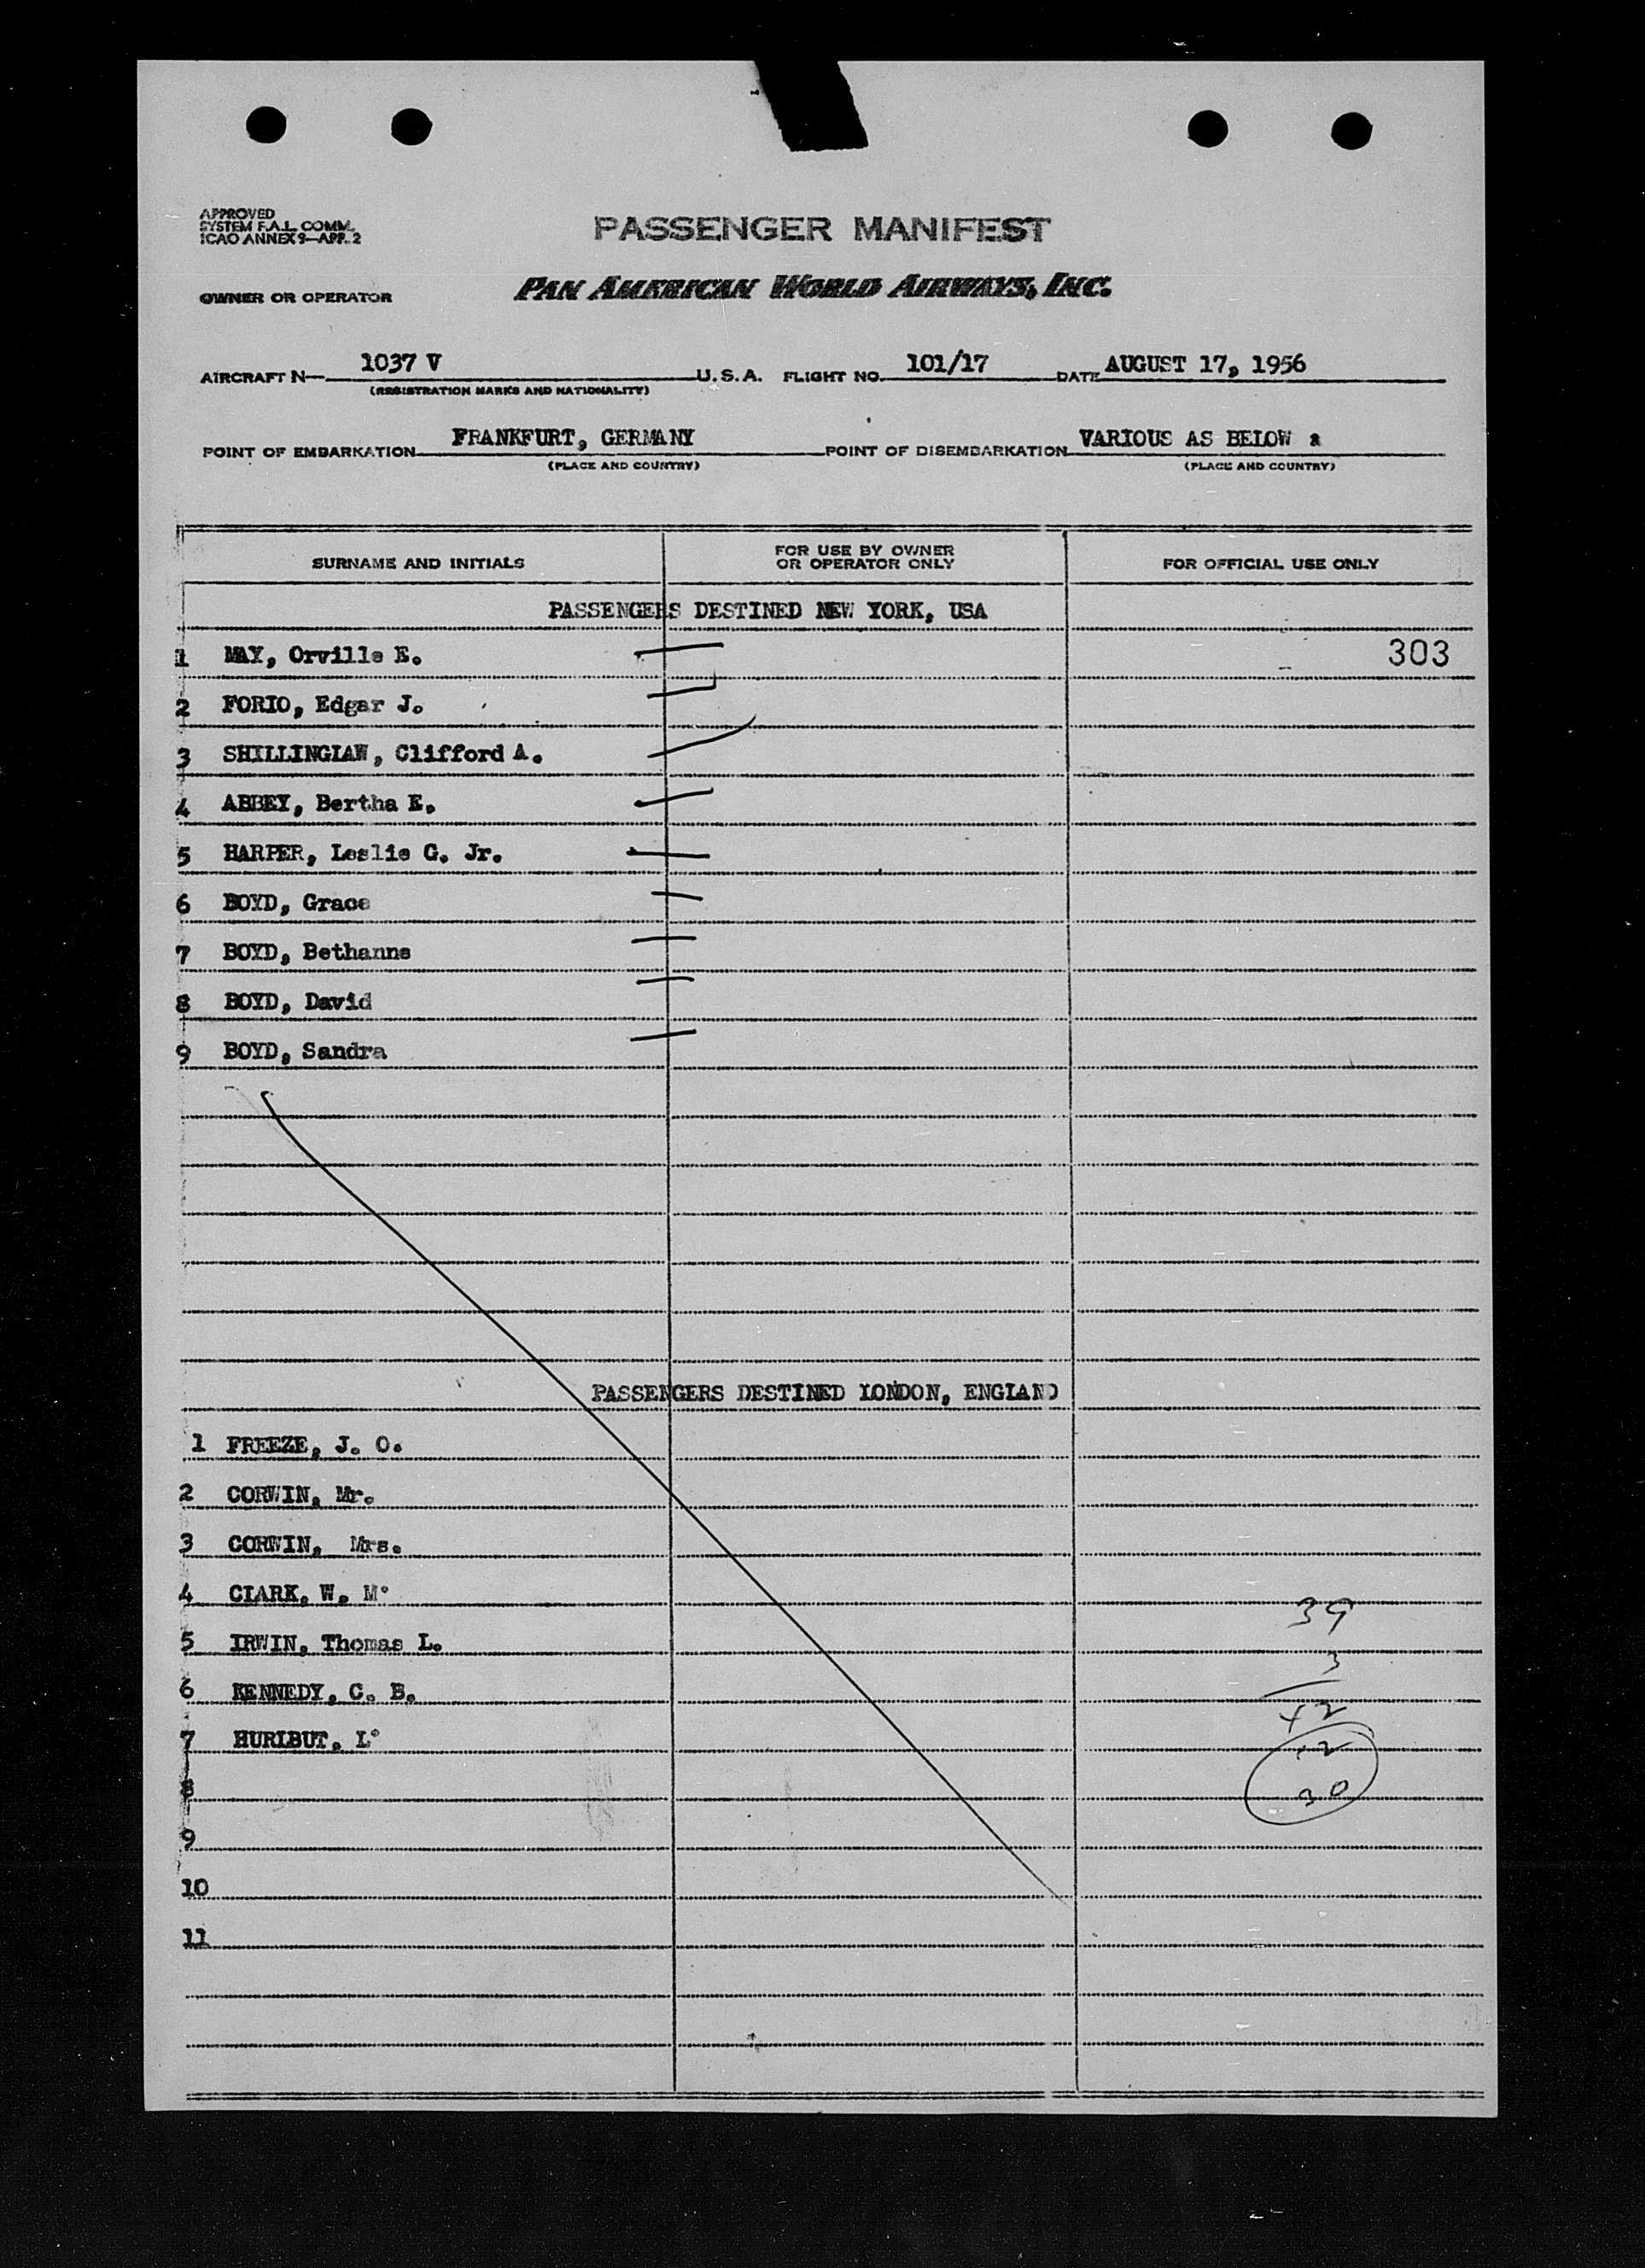 APPROVED
SYSTEM F.A.L. COMM.
ICAO ANNEX 9—APP. 2
PASSENGER MANIFEST
OWNER OR OPERATOR PAN AMERICAN WORLD AIRWAYS, INC.
AIRCRAFT N— 1037 V U.S.A. FLIGHT NO. 101/17 DATE AUGUST 17, 1956
(REGISTRATION MARKS AND NATIONALITY)
POINT OF EMBARKATION FRANKFURT, GERMANY POINT OF DISEMBARKATION VARIOUS AS BELOW
(PLACE AND COUNTRY) (PLACE AND COUNTRY)
SURNAME AND INITIALS FOR USE BY OWNER OR OPERATOR ONLY FOR OFFICIAL USE ONLY
PASSENGERS DESTINED NEW YORK, USA
1 MAY, Orville E. 303
2 FORIO, Edgar J.
3 SHILLINGLAW, Clifford A.
4 ABBEY, Bertha E.
5 HARPER, Leslie G. Jr.
6 BOYD, Grace
7 BOYD, Bethanne
8 BOYD, David
9 BOYD, Sandra
PASSENGERS DESTINED LONDON, ENGLAND
1 FREEZE, J. O.
2 CORWIN, Mr.
3 CORWIN, Mrs.
4 CLARK, W. M.
39
5 IRWIN, Thomas L.
3
6 KENNEDY, C. B.
42
7 HURLBUT, L.
12
8
30
9
10
11